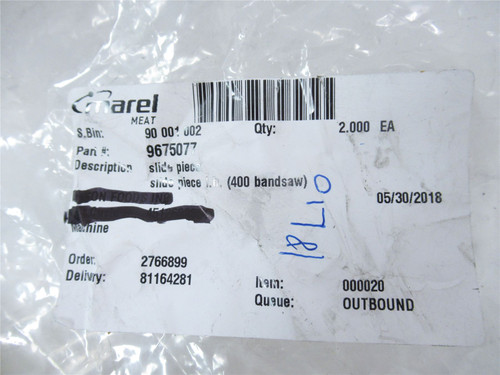 marel
MEAT
S.Bin: 90 001 002 Qty: 2.000 EA
Part #: 9675077
Description slide piece
slide piece (400 bandsaw)
05/30/2018
Machine
18L10
Order: 2766899
Delivry: 81164281
Item: 000020
Queue: OUTBOUND